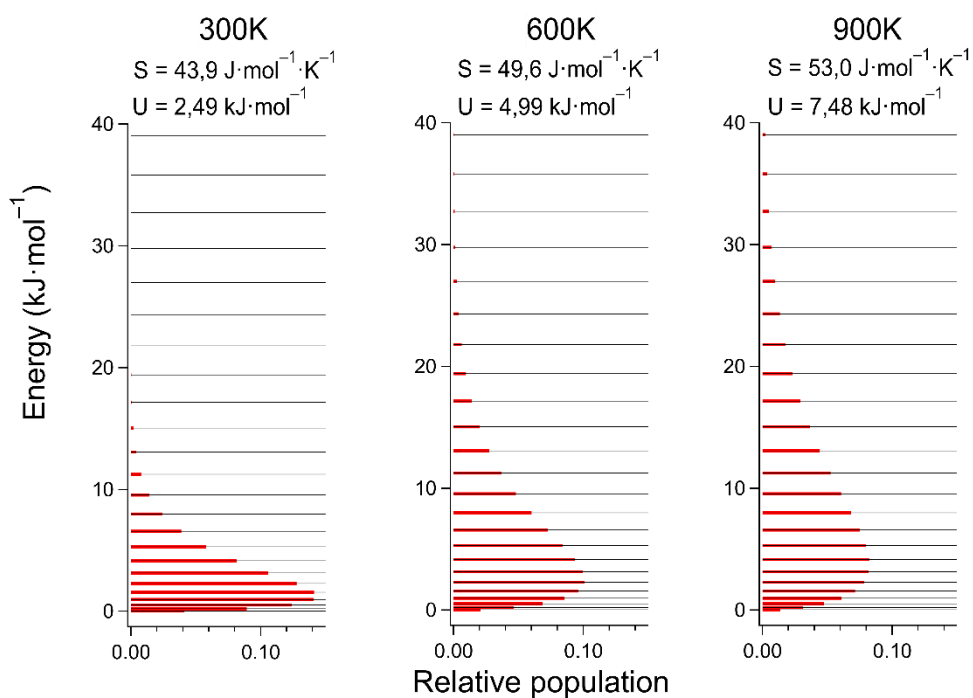 300K
S = 43,9 J·mol⁻¹·K⁻¹
U = 2,49 kJ·mol⁻¹
600K
S = 49,6 J·mol⁻¹·K⁻¹
U = 4,99 kJ·mol⁻¹
900K
S = 53,0 J·mol⁻¹·K⁻¹
U = 7,48 kJ·mol⁻¹
Energy (kJ·mol⁻¹)
40
30
20
10
0
0.00 0.10
40
30
20
10
0
0.00 0.10
40
30
20
10
0
0.00 0.10
Relative population